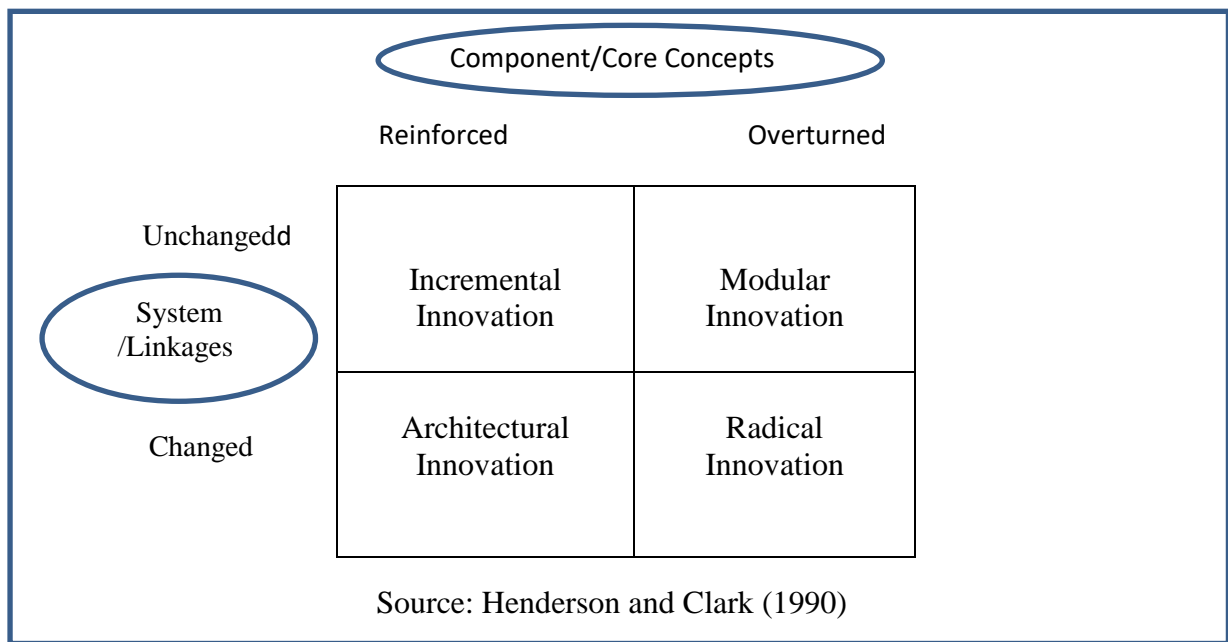 Component/Core Concepts
Reinforced Overturned
Unchangedd
Incremental Modular
Innovation Innovation
System
/Linkages
Changed
Architectural Radical
Innovation Innovation
Source: Henderson and Clark (1990)